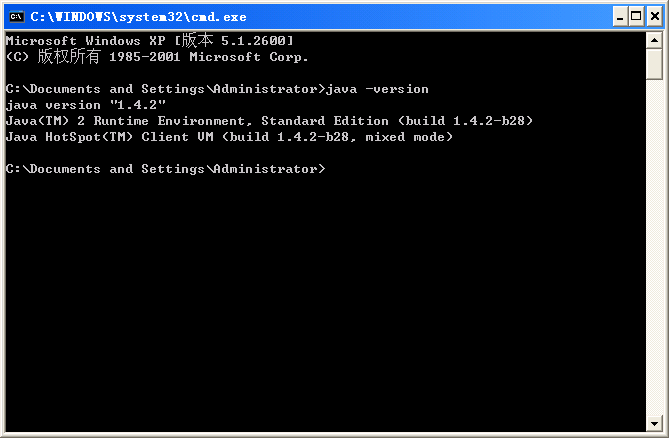 C:\WINDOWS\system32\cmd.exe
Microsoft Windows XP [版本 5.1.2600]
(C) 版权所有 1985-2001 Microsoft Corp.
C:\Documents and Settings\Administrator>java -version
java version "1.4.2"
Java(TM) 2 Runtime Environment, Standard Edition (build 1.4.2-b28)
Java HotSpot(TM) Client VM (build 1.4.2-b28, mixed mode)
C:\Documents and Settings\Administrator>